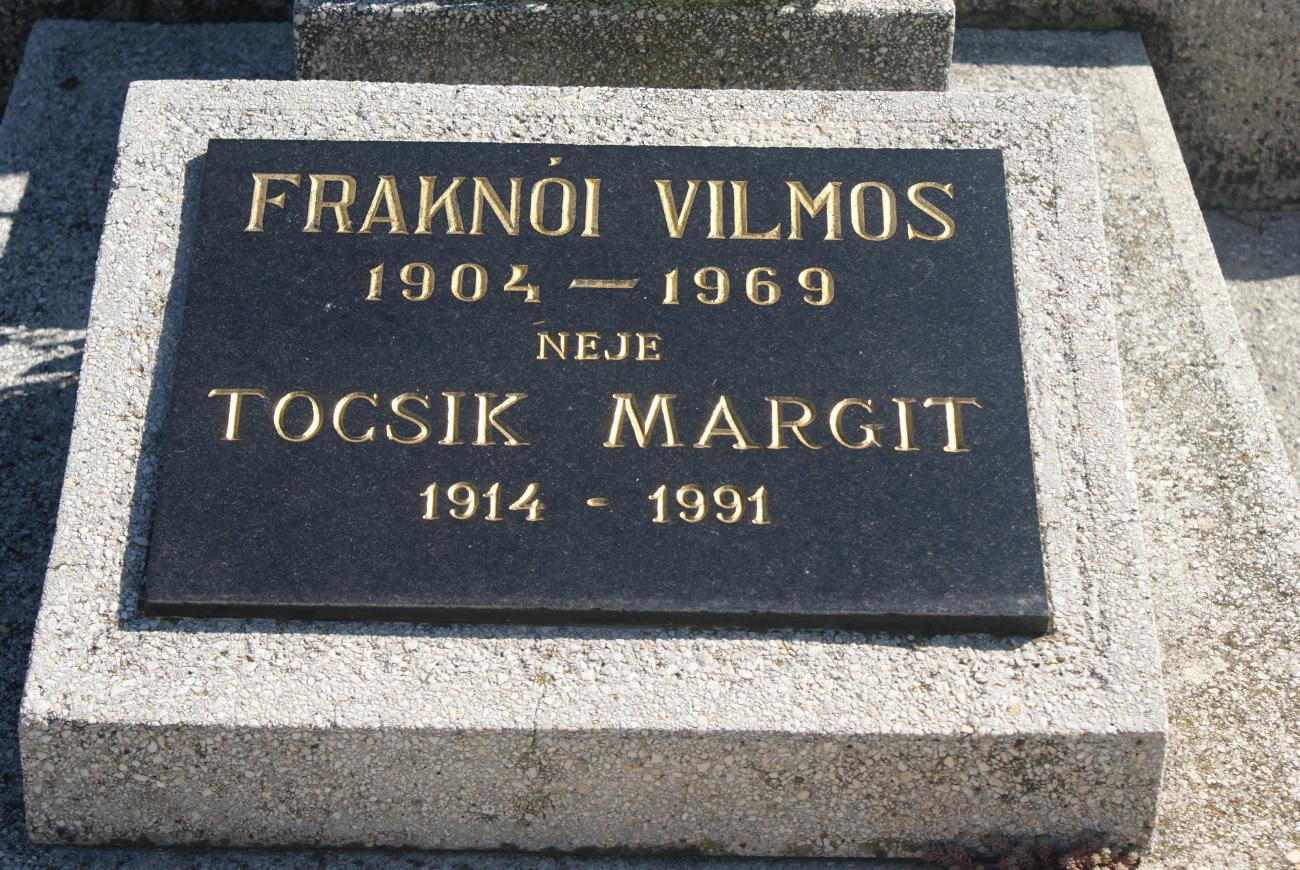 FRAKNÓI VILMOS
1904 — 1969
NEJE
TOCSIK MARGIT
1914 - 1991